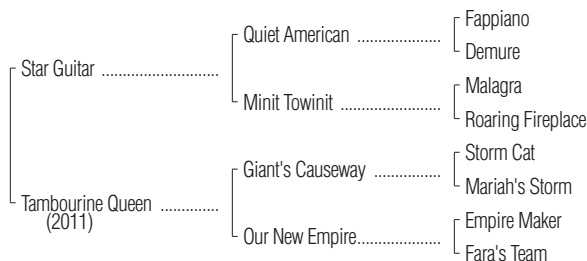 Fappiano
Quiet American ....................
Demure
Star Guitar ............................
Malagra
Minit Towinit ........................
Roaring Fireplace
Storm Cat
Giant's Causeway ................
Mariah's Storm
Tambourine Queen ..............
(2011)
Empire Maker
Our New Empire....................
Fara's Team